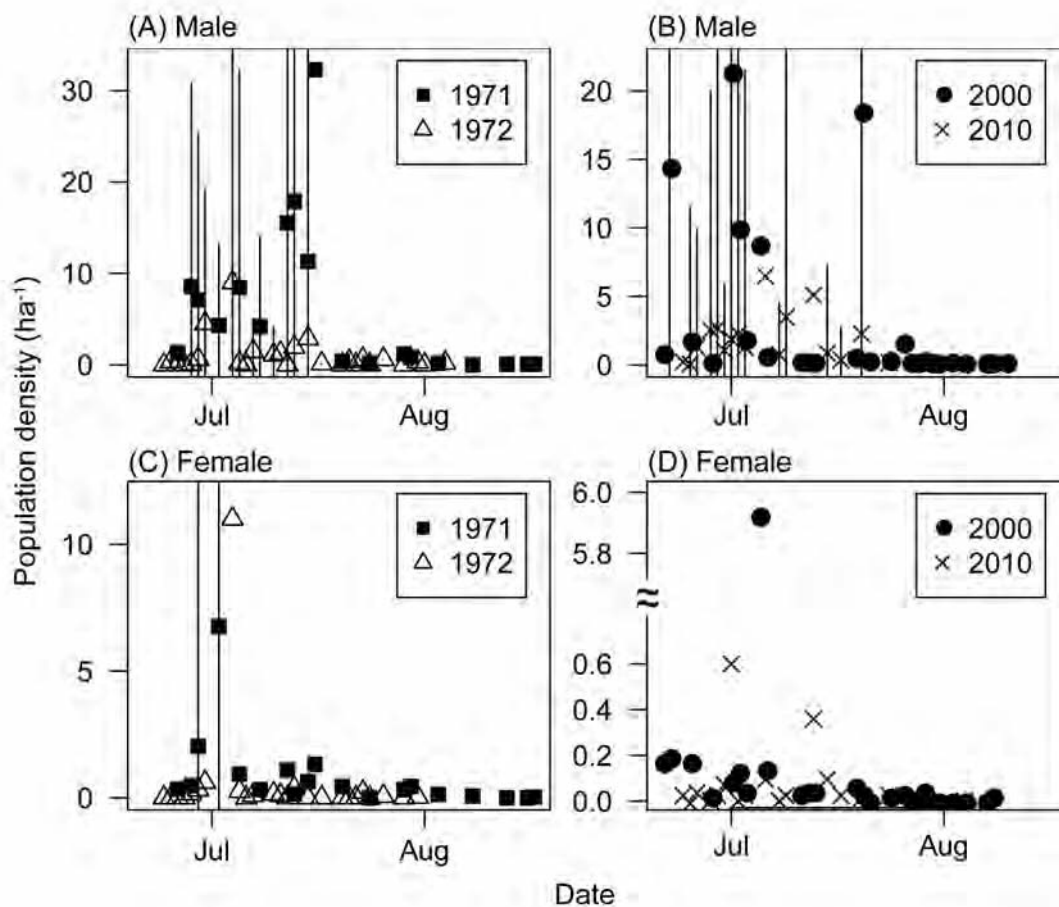 (A) Male
30
20
10
0
1971
1972
Jul
Aug
(B) Male
20
15
10
5
0
2000
2010
Jul
Aug
(C) Female
10
5
0
1971
1972
Jul
Aug
(D) Female
6.0
5.8
≈
0.6
0.4
0.2
0.0
2000
2010
Jul
Aug
Population density (ha⁻¹)
Date